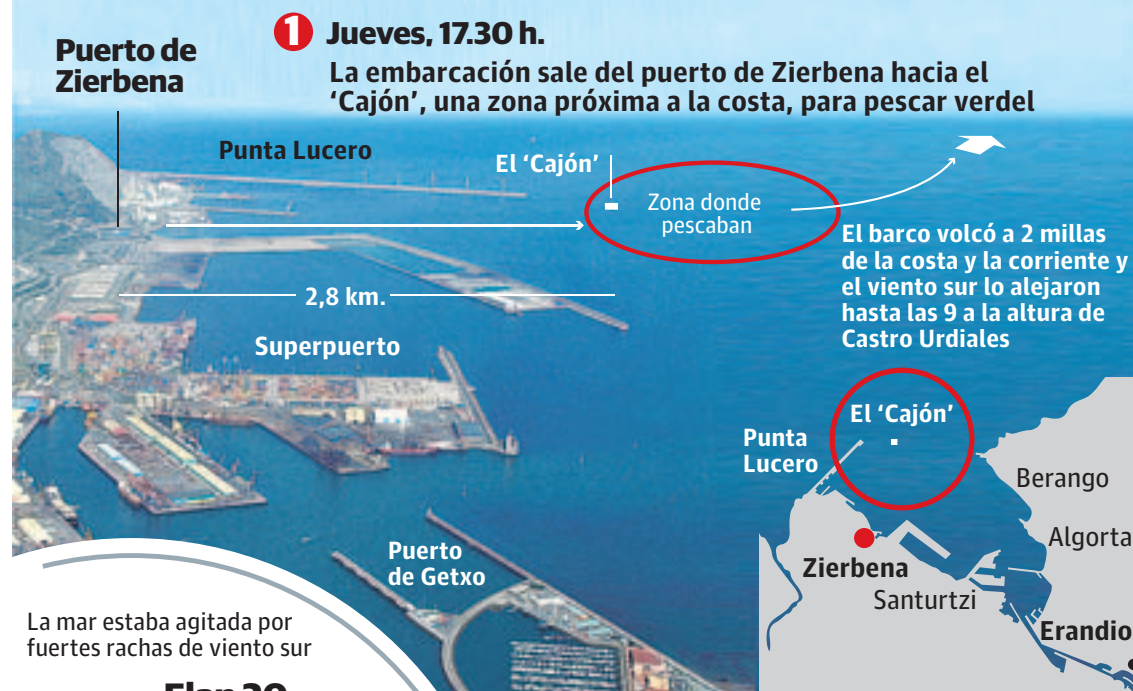 1 Jueves, 17.30 h.
La embarcación sale del puerto de Zierbena hacia el
‘Cajón’, una zona próxima a la costa, para pescar verdel
Puerto de
Zierbena
Punta Lucero
El ‘Cajón’
Zona donde
pescaban
El barco volcó a 2 millas
de la costa y la corriente y
el viento sur lo alejaron
hasta las 9 a la altura de
Castro Urdiales
2,8 km.
Superpuerto
Puerto
de Getxo
El ‘Cajón’
Punta
Lucero
Berango
Algorta
Zierbena
Santurtzi
Erandio
La mar estaba agitada por
fuertes rachas de viento sur